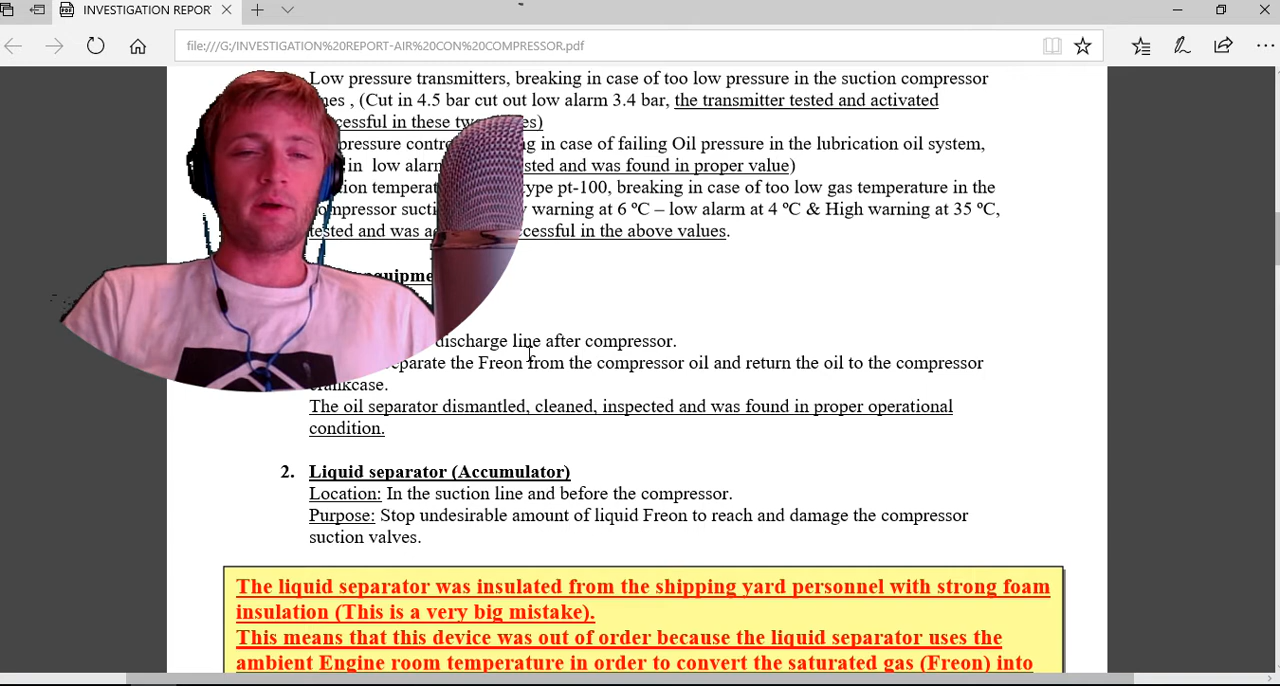 INVESTIGATION REPOR
file:///G:/INVESTIGATION%20REPORT-AIR%20CON%20COMPRESSOR.pdf
Low pressure transmitters, breaking in case of too low pressure in the suction compressor
, (Cut in 4.5 bar cut out low alarm 3.4 bar, the transmitter tested and activated
in these
pressure in case of failing Oil pressure in the lubrication oil system,
in low and was found in proper value)
type pt-100, breaking in case of too low gas temperature in the
warning at 6 ºC – low alarm at 4 ºC & High warning at 35 ºC,
tested and was in the above values.
discharge line after compressor.
the Freon from the compressor oil and return the oil to the compressor
crankcase.
The oil separator dismantled, cleaned, inspected and was found in proper operational
condition.
2. Liquid separator (Accumulator)
Location: In the suction line and before the compressor.
Purpose: Stop undesirable amount of liquid Freon to reach and damage the compressor
suction valves.
The liquid separator was insulated from the shipping yard personnel with strong foam
insulation (This is a very big mistake).
This means that this device was out of order because the liquid separator uses the
ambient Engine room temperature in order to convert the saturated gas (Freon) into